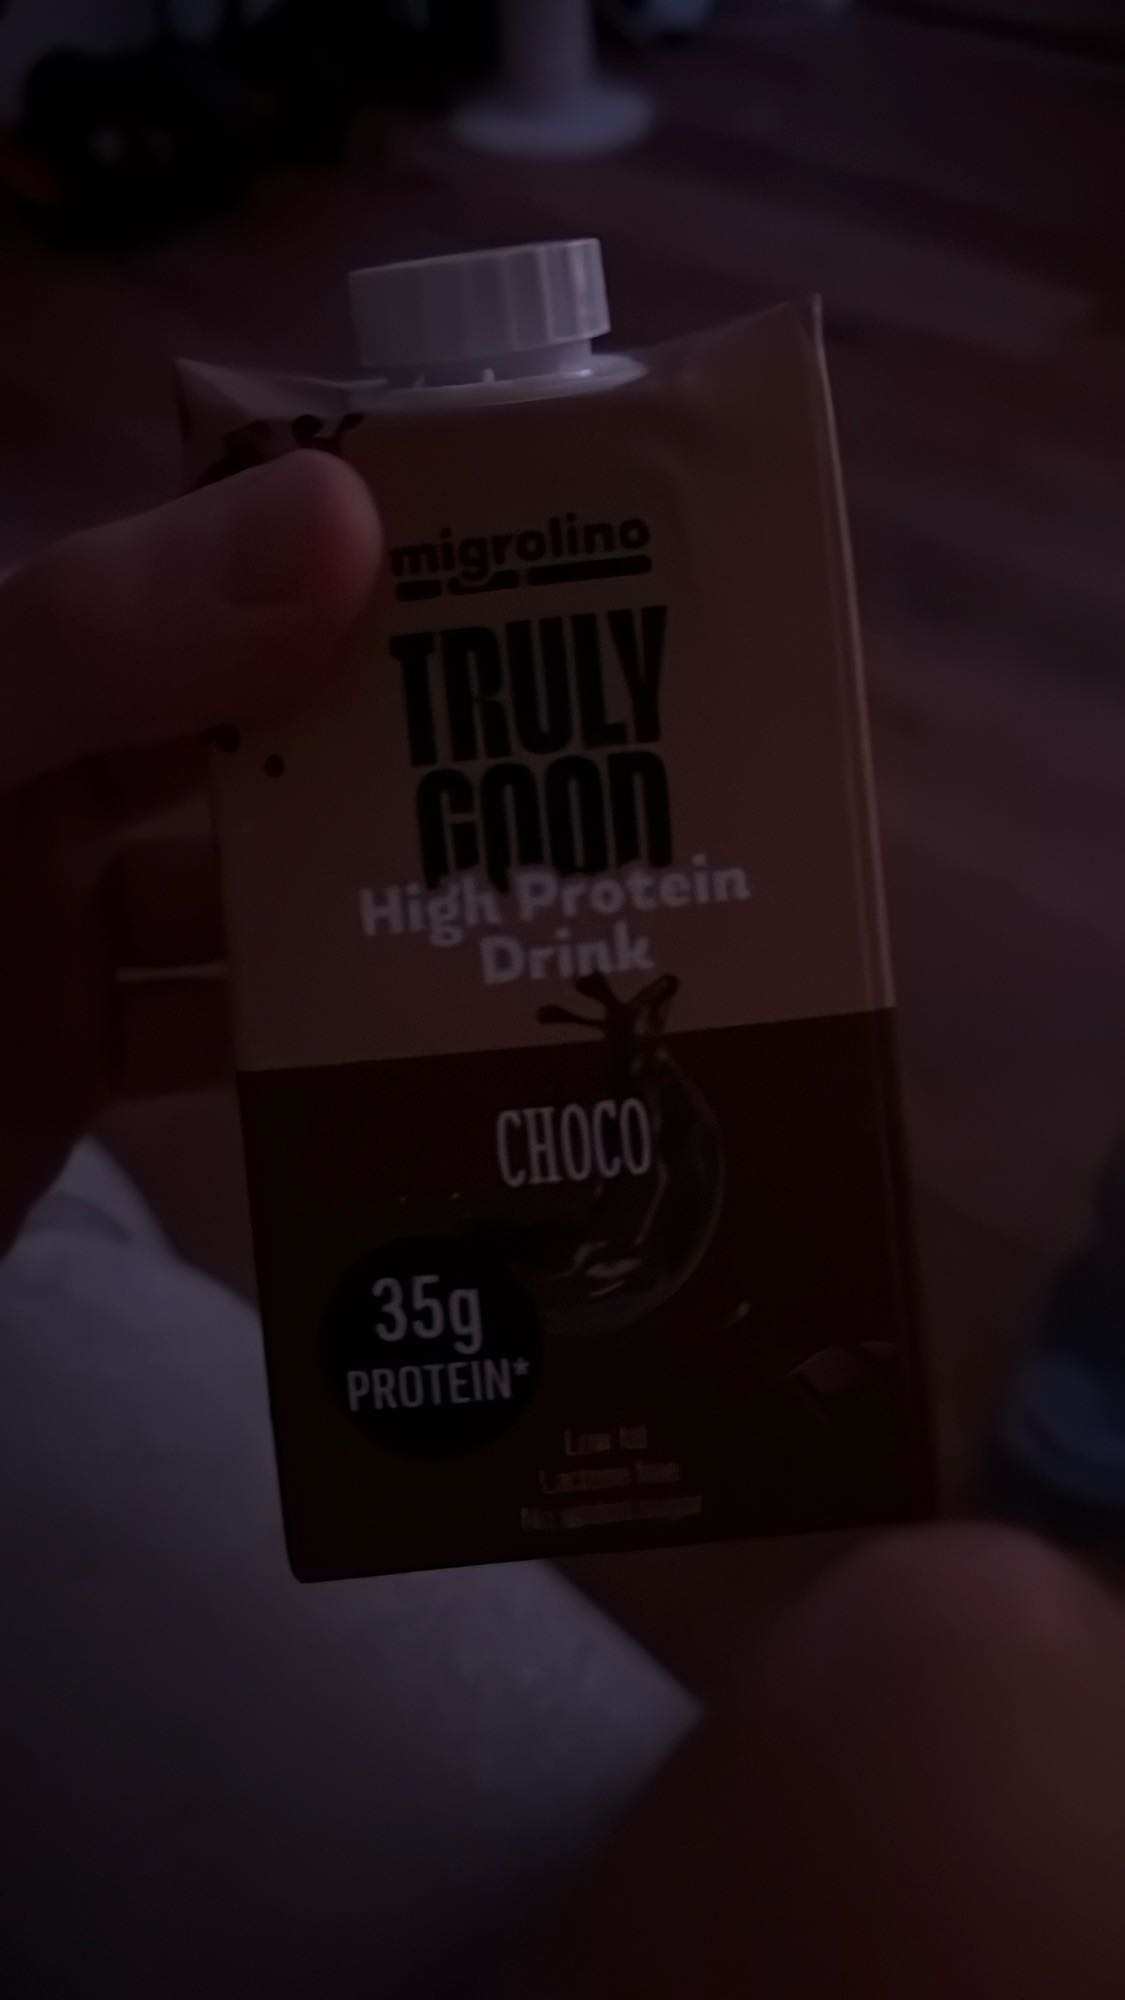 migrolino
TRULY
GOOD
High Protein
Drink
CHOCO
35g
PROTEIN*
Low fat
Lactose free